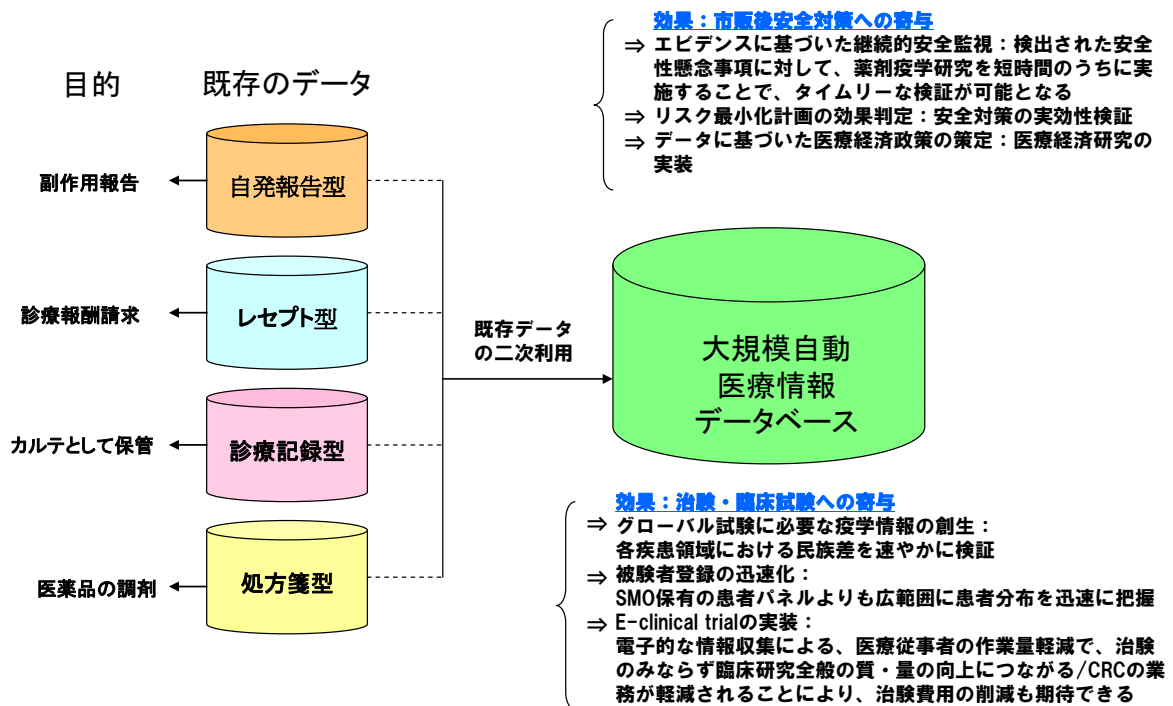 効果：市販後安全対策への寄与
⇒ エビデンスに基づいた継続的安全監視：検出された安全
性懸念事項に対して、薬剤疫学研究を短時間のうちに実
施することで、タイムリーな検証が可能となる
⇒ リスク最小化計画の効果判定：安全対策の実効性検証
⇒ データに基づいた医療経済政策の策定：医療経済研究の
実装
目的
既存のデータ
副作用報告
自発報告型
診療報酬請求
レセプト型
カルテとして保管
診療記録型
医薬品の調剤
処方箋型
既存データ
の二次利用
大規模自動
医療情報
データベース
効果：治験・臨床試験への寄与
⇒ グローバル試験に必要な疫学情報の創生：
各疾患領域における民族差を速やかに検証
⇒ 被験者登録の迅速化：
SMO保有の患者パネルよりも広範囲に患者分布を迅速に把握
⇒ E-clinical trialの実装：
電子的な情報収集による、医療従事者の作業量軽減で、治験
のみならず臨床研究全般の質・量の向上につながる/CRCの業
務が軽減されることにより、治験費用の削減も期待できる